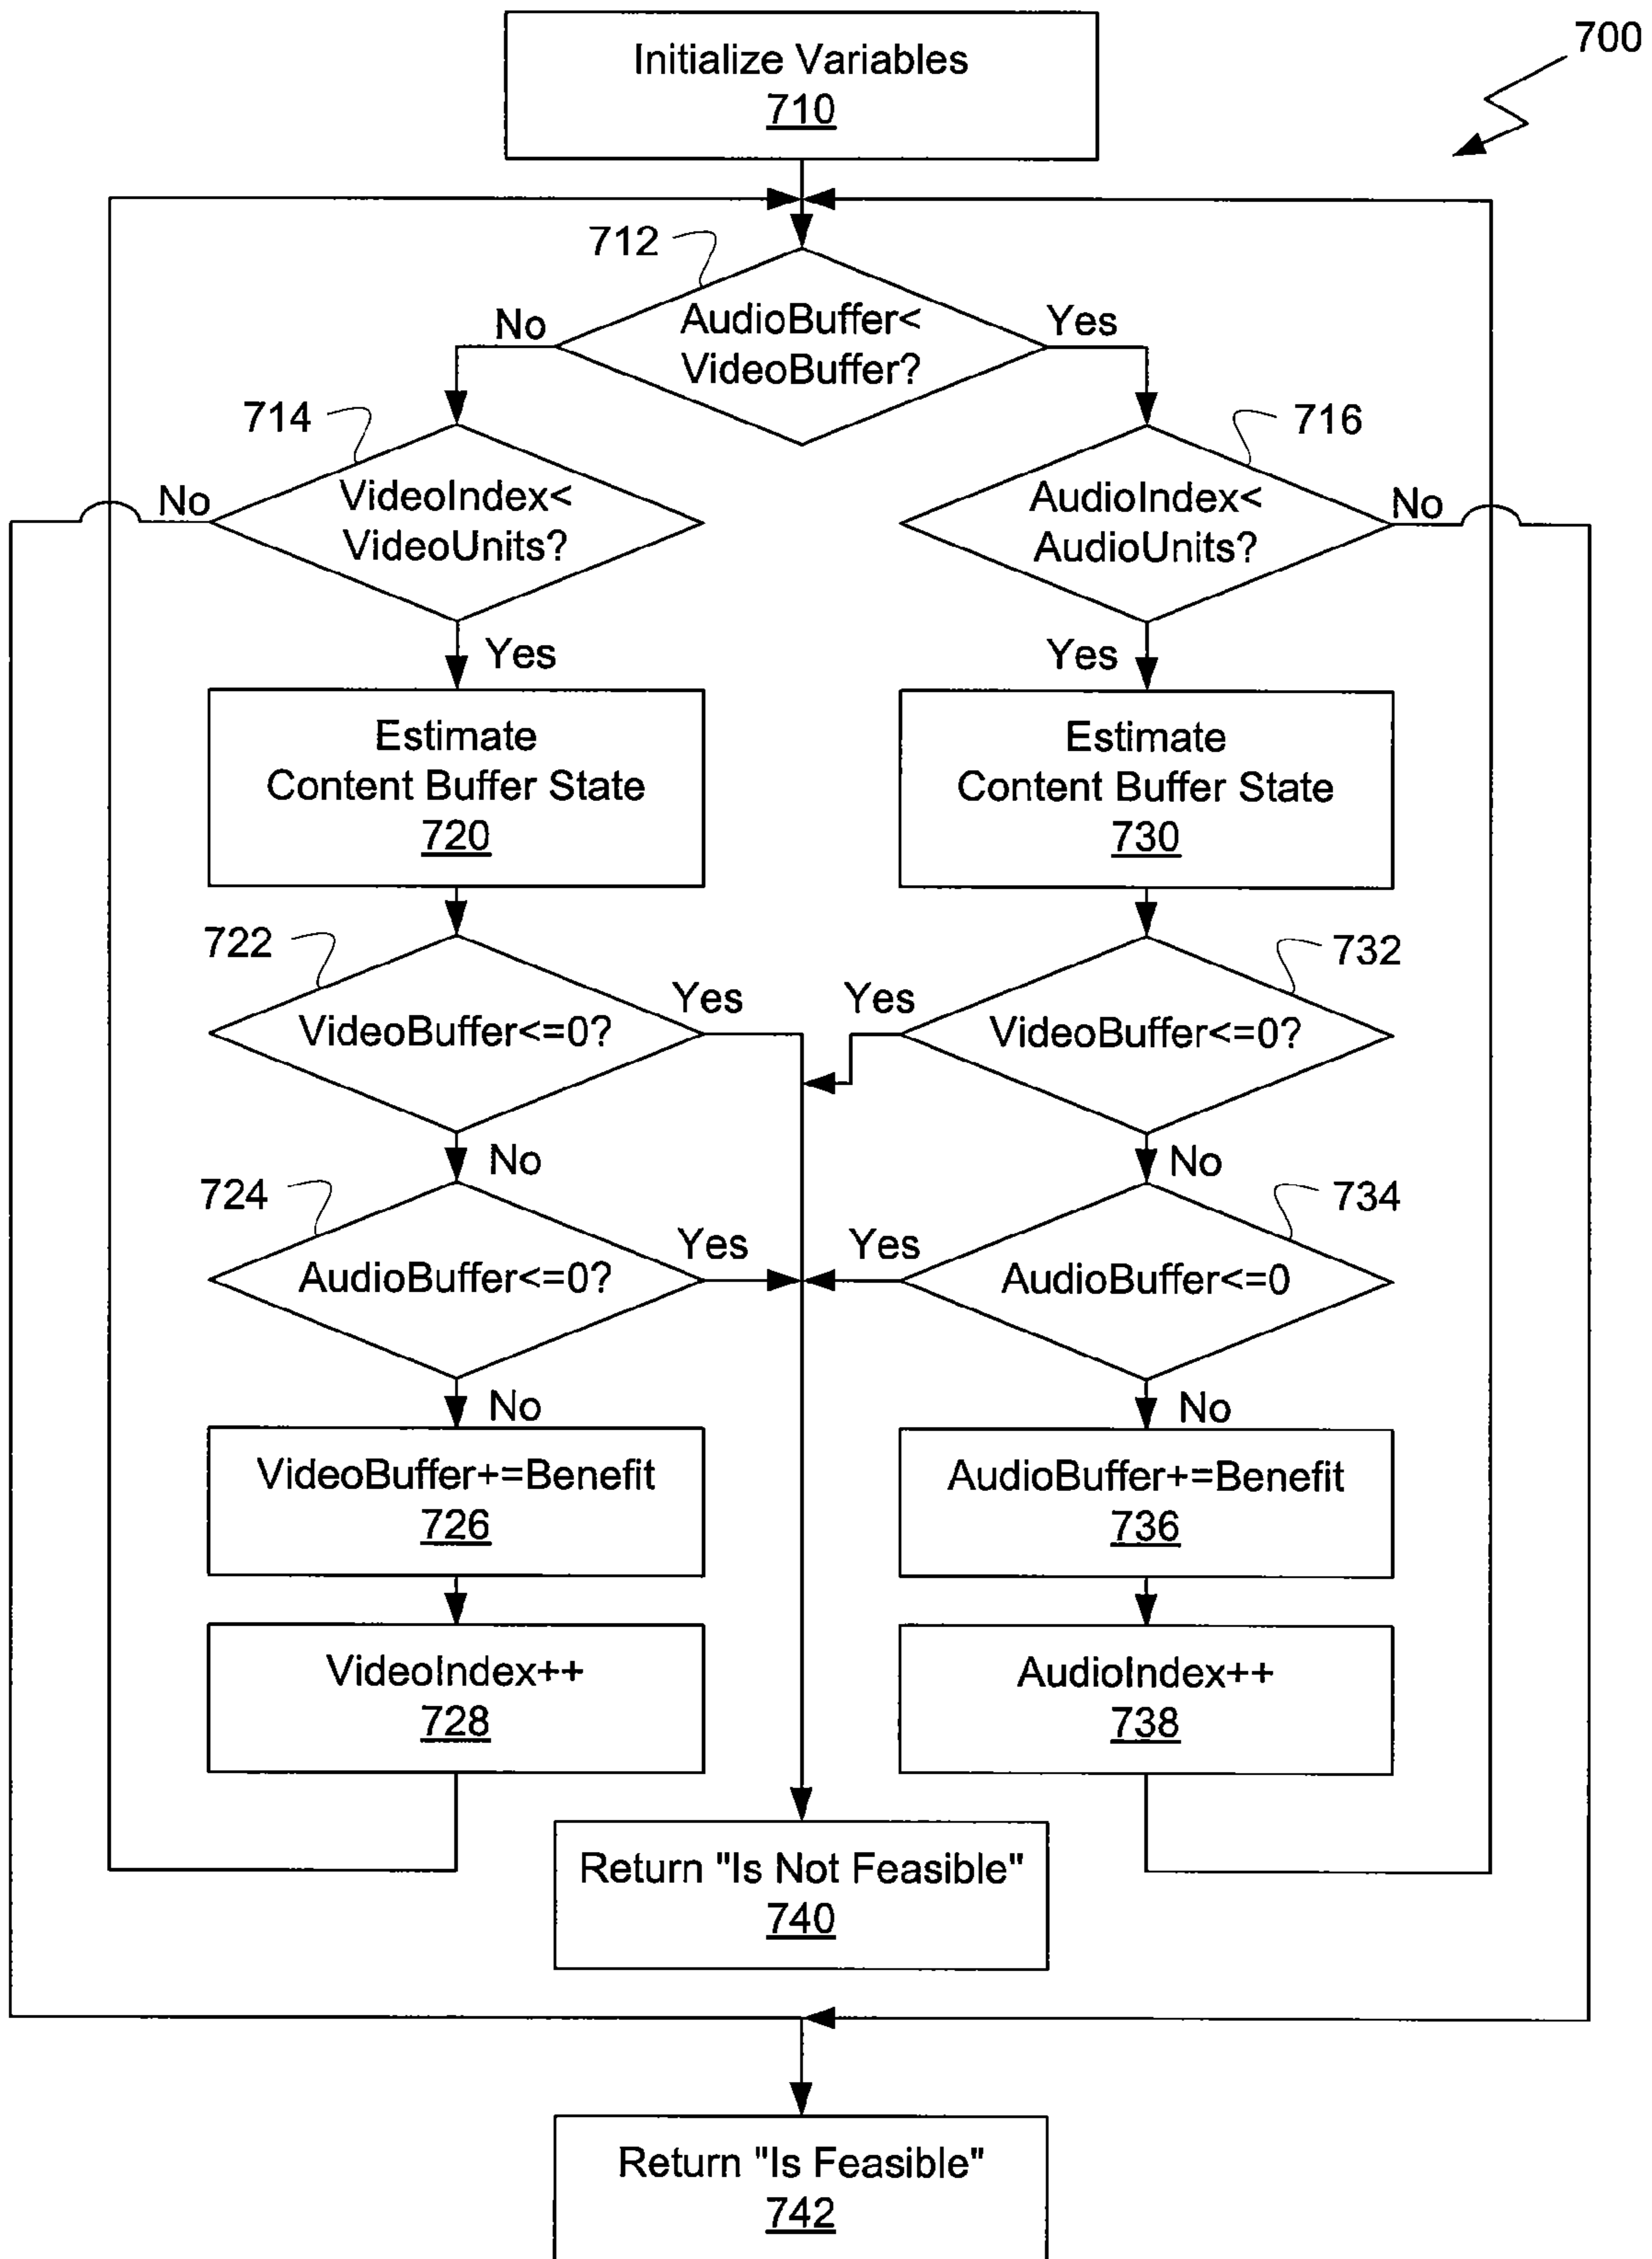 700
Initialize Variables
710
712
AudioBuffer<
VideoBuffer?
No
Yes
714
VideoIndex<
VideoUnits?
No
Yes
716
AudioIndex<
AudioUnits?
No
Yes
Estimate
Content Buffer State
720
Estimate
Content Buffer State
730
722
VideoBuffer<=0?
Yes
No
732
VideoBuffer<=0?
Yes
No
724
AudioBuffer<=0?
Yes
No
734
AudioBuffer<=0
Yes
No
VideoBuffer+=Benefit
726
AudioBuffer+=Benefit
736
VideoIndex++
728
AudioIndex++
738
Return "Is Not Feasible"
740
Return "Is Feasible"
742